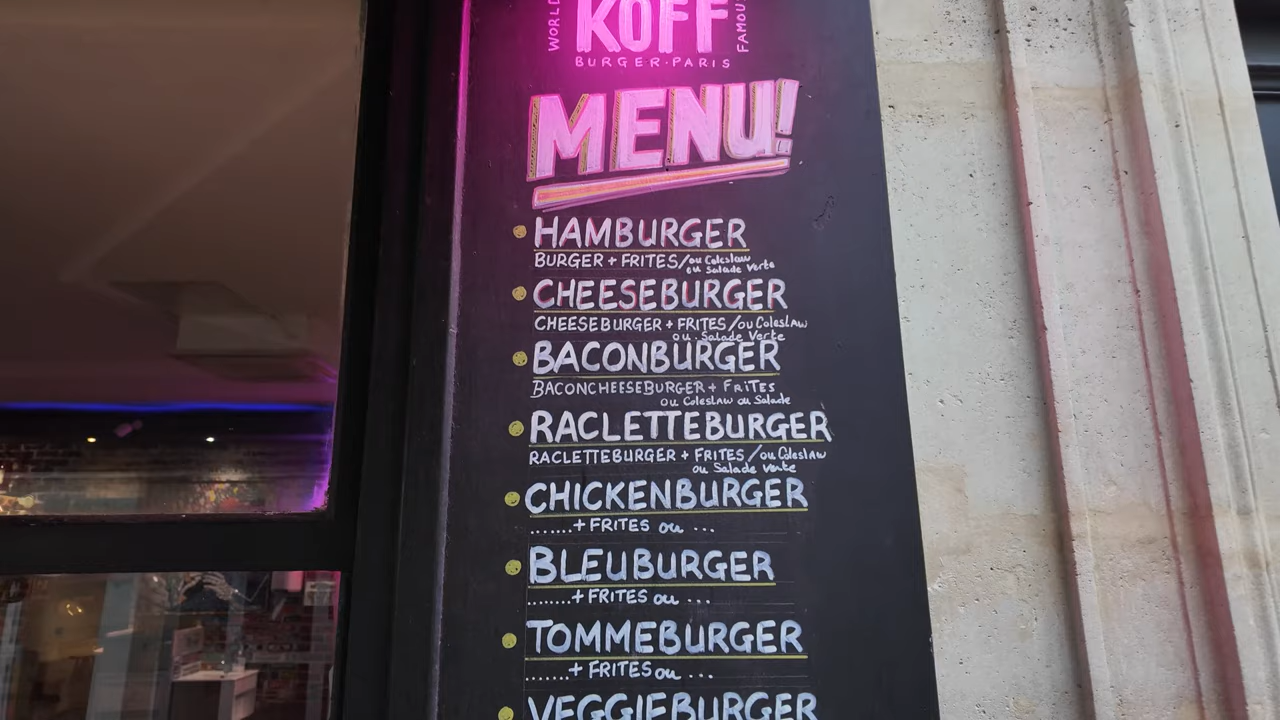 WORLD
KOFF
FAMOUS
BURGER·PARIS
MENU!
HAMBURGER
BURGER + FRITES/ou Coleslaw
ou Salade Verte
CHEESEBURGER
CHEESEBURGER + FRITES/ou Coleslaw
ou Salade Verte
BACONBURGER
BACONCHEESEBURGER + FRITES
ou Coleslaw ou Salade
RACLETTEBURGER
RACLETTEBURGER + FRITES/ou Coleslaw
ou Salade verte
CHICKENBURGER
.......+ FRITES ou ...
BLEUBURGER
.......+ FRITES ou ...
TOMMEBURGER
.......+ FRITES ou ...
VEGGIEBURGER